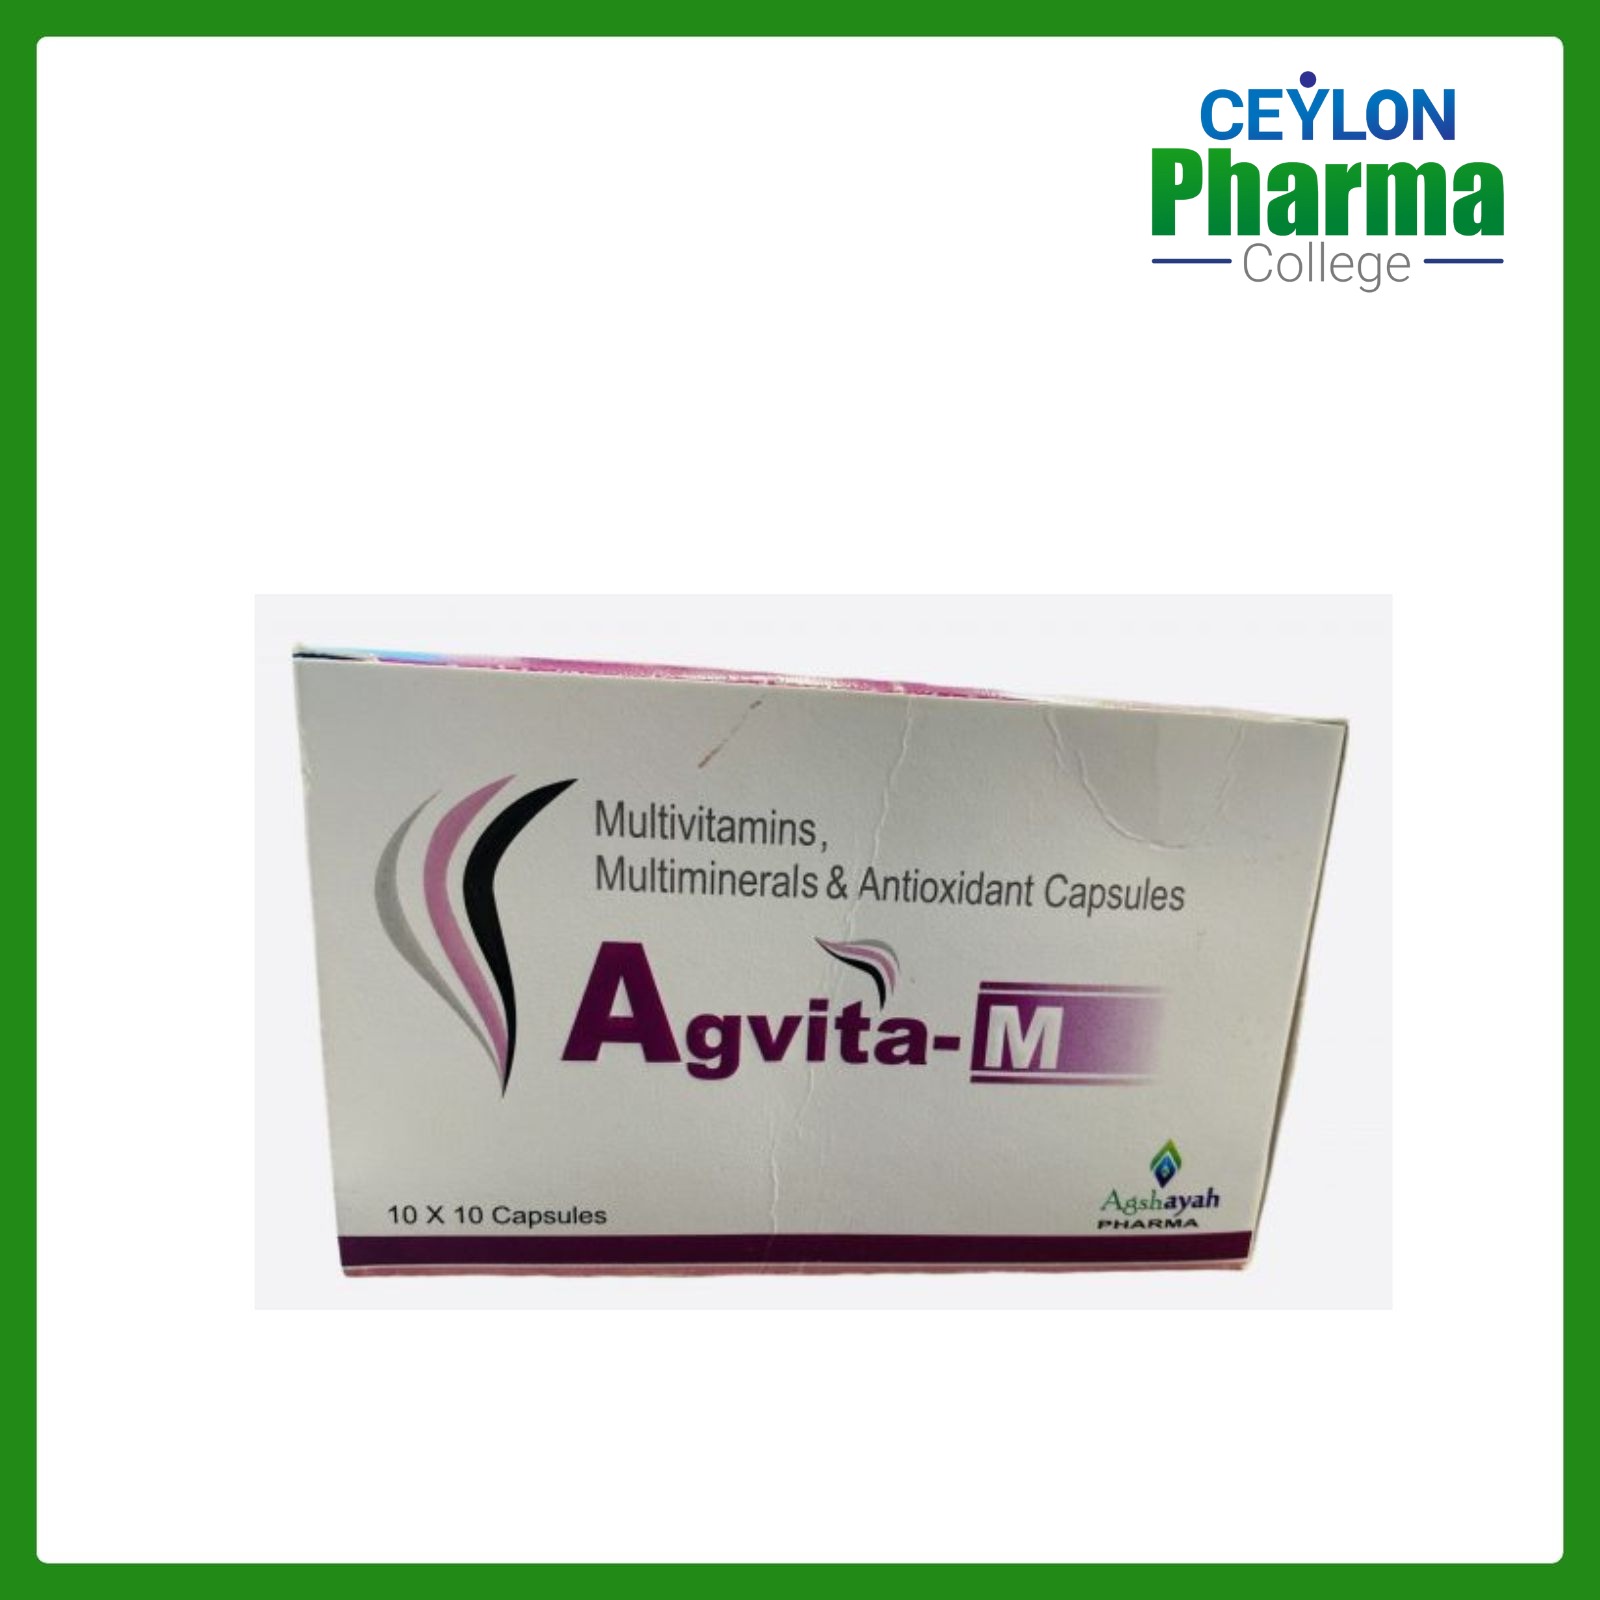 CEYLON
Pharma
College
Multivitamins,
Multiminerals & Antioxidant Capsules
Agvita-M
10 X 10 Capsules
Agshayah
PHARMA